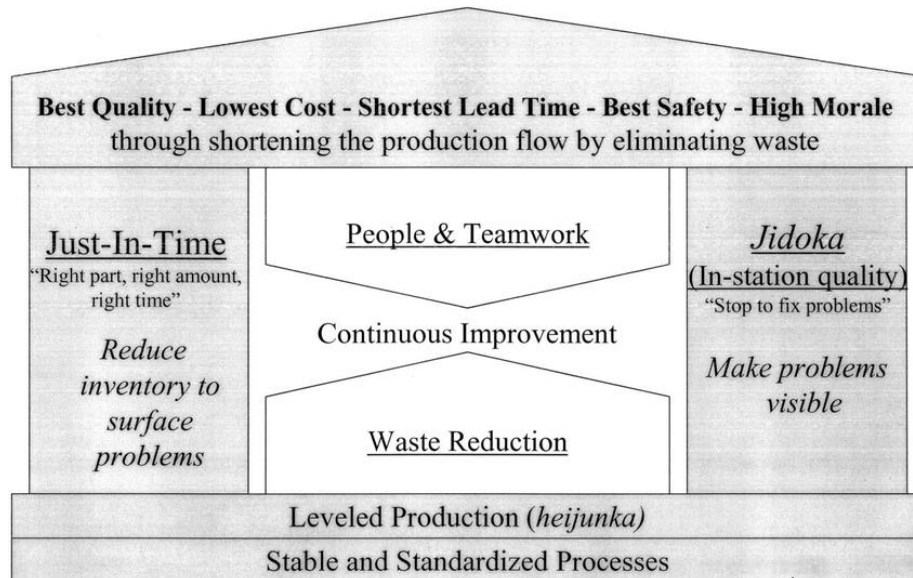 Best Quality - Lowest Cost - Shortest Lead Time - Best Safety - High Morale
through shortening the production flow by eliminating waste
Just-In-Time
“Right part, right amount,
right time”
Reduce
inventory to
surface
problems
People & Teamwork
Continuous Improvement
Waste Reduction
Jidoka
(In-station quality)
“Stop to fix problems”
Make problems
visible
Leveled Production (heijunka)
Stable and Standardized Processes